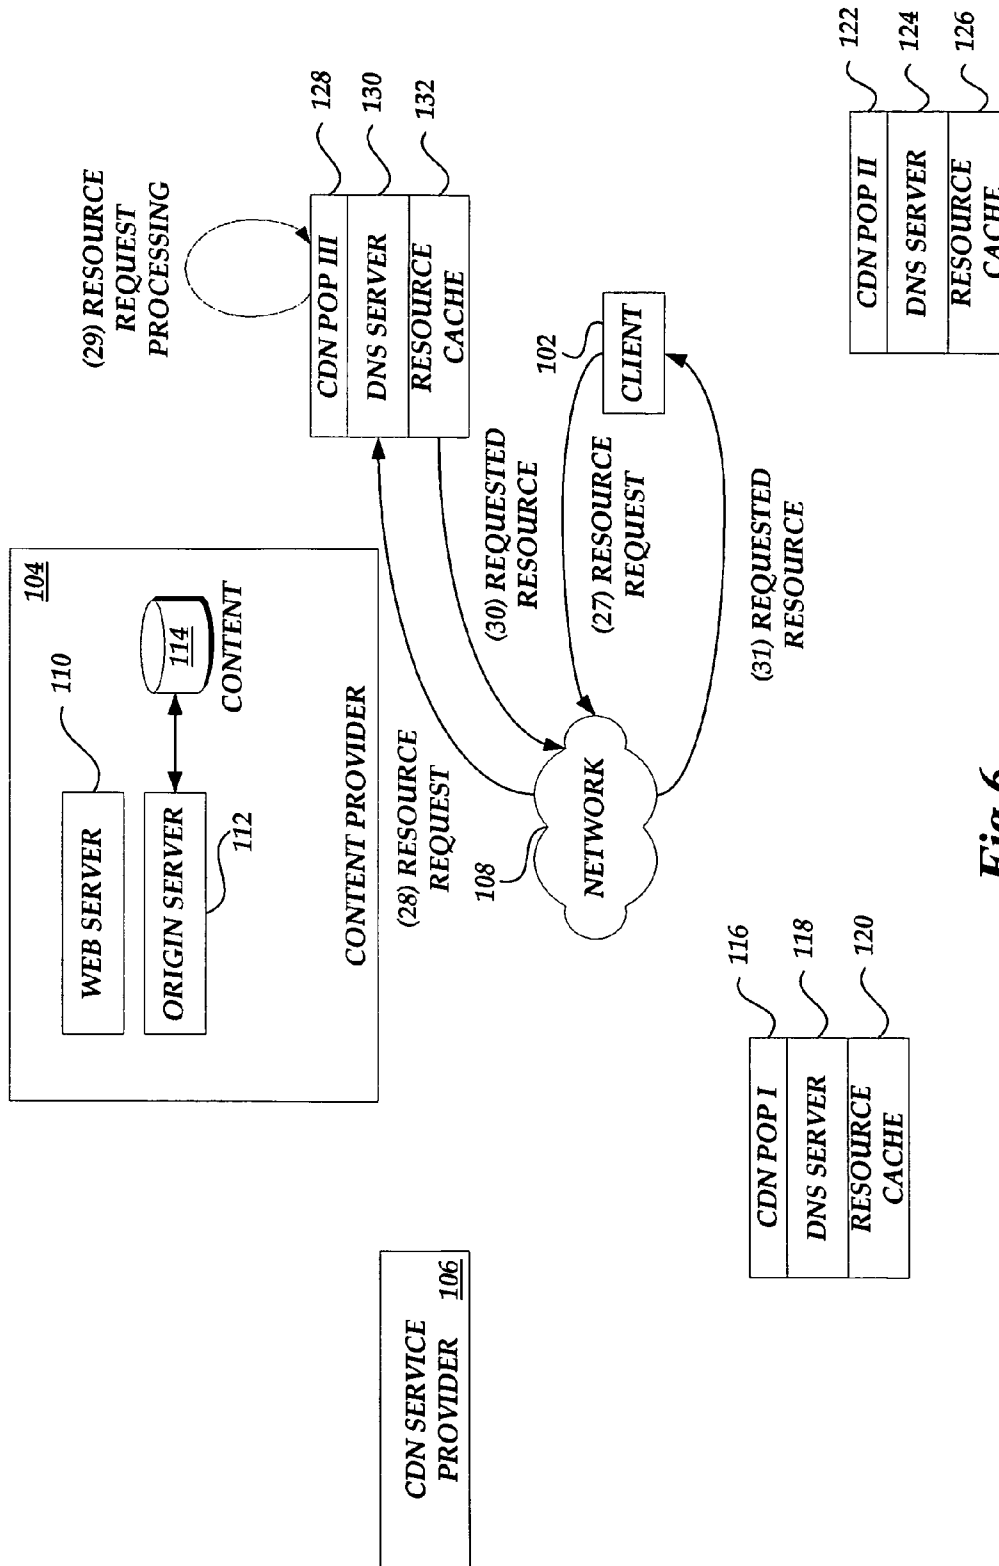 104
WEB SERVER
110
ORIGIN SERVER
112
114
CONTENT
CONTENT PROVIDER
CDN SERVICE
PROVIDER
106
(29) RESOURCE
REQUEST
PROCESSING
CDN POP III
128
DNS SERVER
130
RESOURCE
CACHE
132
(28) RESOURCE
REQUEST
(30) REQUESTED
RESOURCE
(27) RESOURCE
REQUEST
(31) REQUESTED
RESOURCE
108
NETWORK
102
CLIENT
CDN POP I
116
DNS SERVER
118
RESOURCE
CACHE
120
CDN POP II
122
DNS SERVER
124
RESOURCE
CACHE
126
Fig. 6.